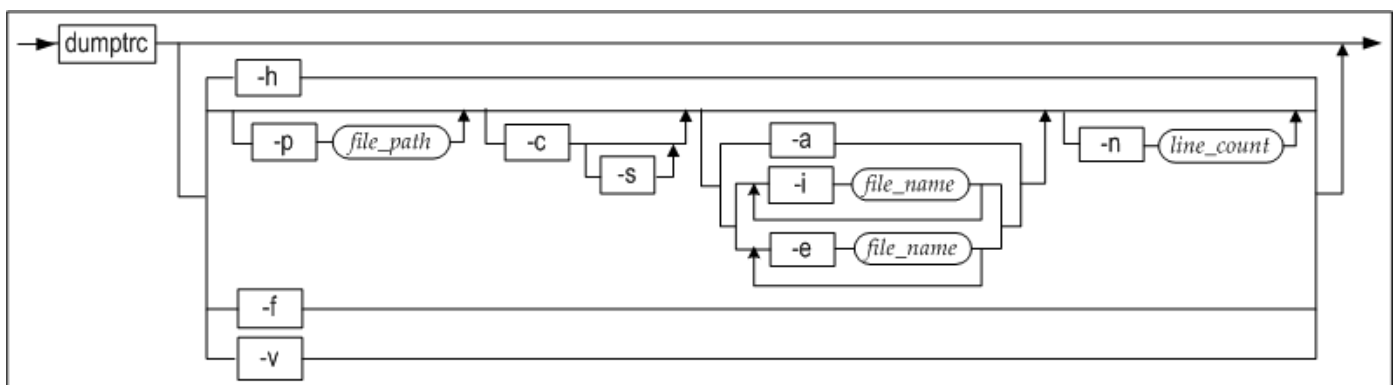 dumptrc
-h
-p file_path -c -s -a -n line_count
-i file_name
-e file_name
-f
-v